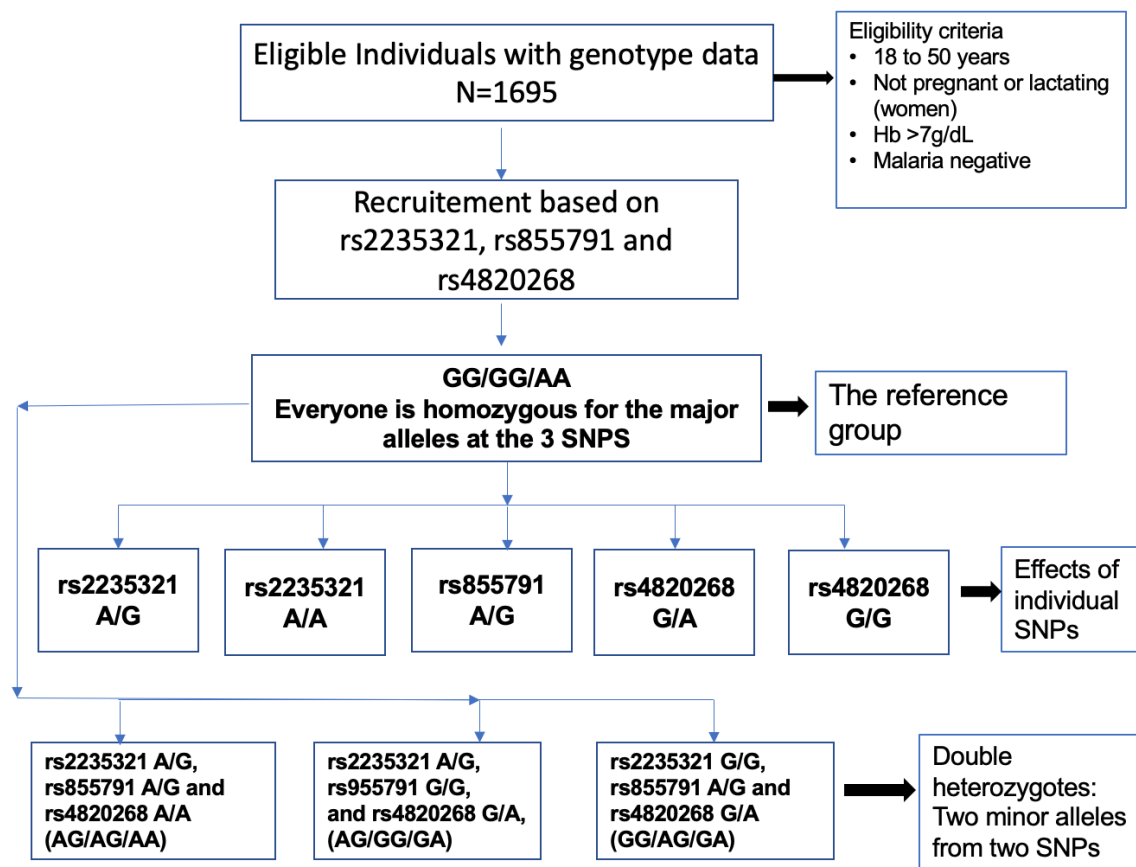 Eligible Individuals with genotype data
N=1695
Eligibility criteria
• 18 to 50 years
• Not pregnant or lactating
(women)
• Hb >7g/dL
• Malaria negative
Recruitement based on
rs2235321, rs855791 and
rs4820268
GG/GG/AA
Everyone is homozygous for the major
alleles at the 3 SNPS
The reference
group
rs2235321
A/G
rs2235321
A/A
rs855791
A/G
rs4820268
G/A
rs4820268
G/G
Effects of
individual
SNPs
rs2235321 A/G,
rs855791 A/G and
rs4820268 A/A
(AG/AG/AA)
rs2235321 A/G,
rs955791 G/G,
and rs4820268 G/A,
(AG/GG/GA)
rs2235321 G/G,
rs855791 A/G and
rs4820268 G/A
(GG/AG/GA)
Double
heterozygotes:
Two minor alleles
from two SNPs